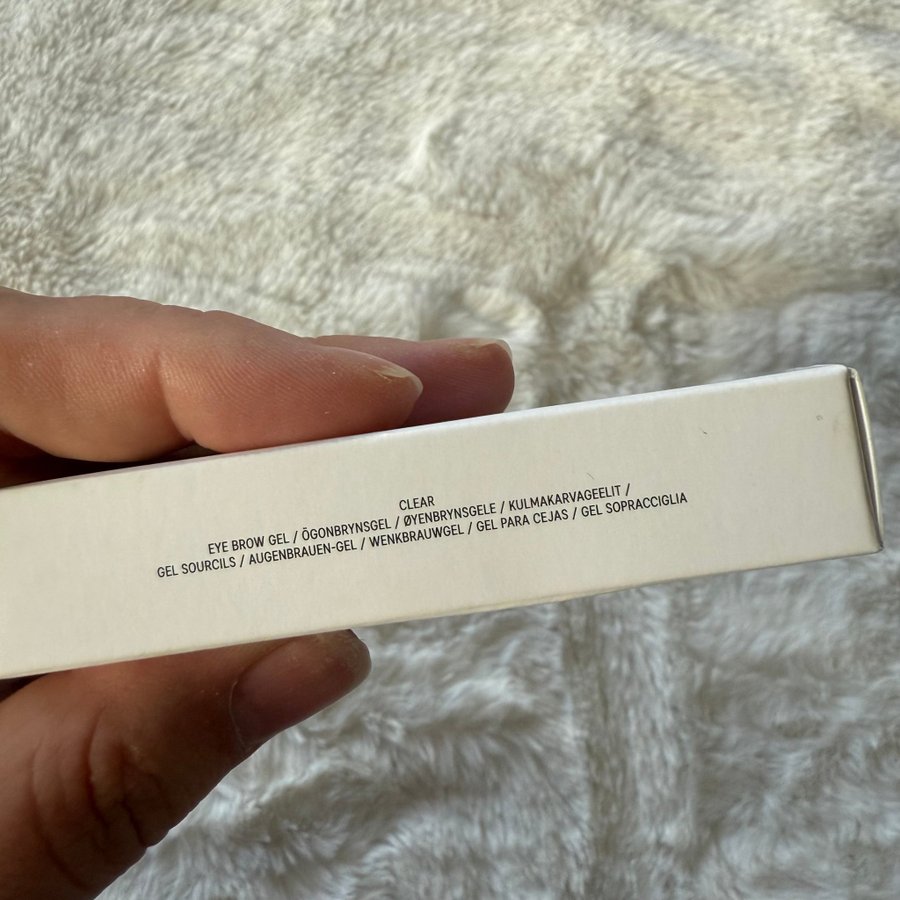 CLEAR
EYE BROW GEL / ÖGONBRYNSGEL / ØYENBRYNSGELE / KULMAKARVAGEELIT /
GEL SOURCILS / AUGENBRAUEN-GEL / WENKBRAUWGEL / GEL PARA CEJAS / GEL SOPRACCIGLIA